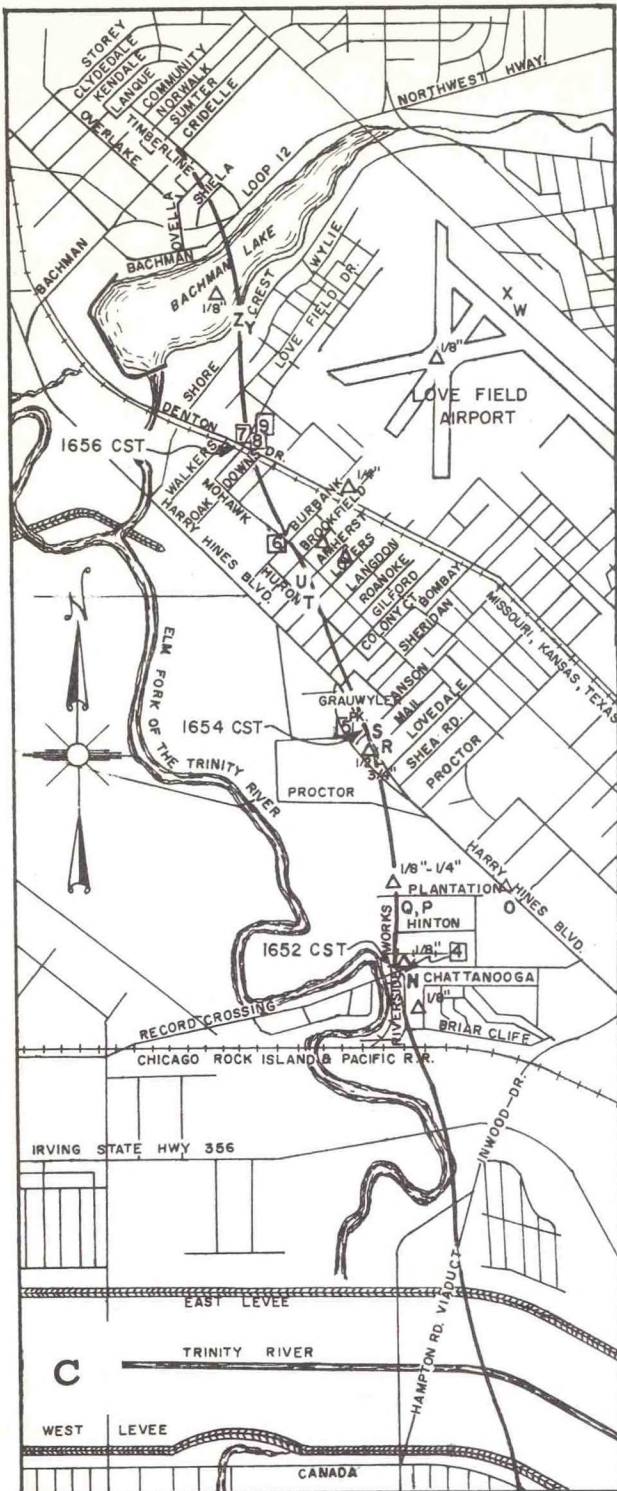 STOREY
CLYDEDALE
KENDALE
LANQUE
COMMUNITY
NORWALK
SUMTER
CRIDELLE
OVERLAKE
TIMBERLINE
SHIELA
OVELLA
LOOP 12
NORTHWEST HWY.
BACHMAN
BACHMAN
BACHMAN LAKE
1/8"
Z Y
SHORE CREST
WYLIE
LOVE FIELD DR.
X W
1/8"
LOVE FIELD
AIRPORT
DENTON DR.
7 8 9
1656 CST
WALKERS
DOWNS
MOHAWK
OAK
HARRY HINES BLVD.
1/4"
BURBANK
BROOKFIELD
AMHERST
LOVERS
6
HURON
U
T
LANGDON
ROANOKE
GILFORD
COLONY CT.
BOMBAY
SHERIDAN
MISSOURI, KANSAS, TEXAS
N
ELM FORK OF THE TRINITY RIVER
GRAUWYLER
PK.
ANSON
MAIL
LOVEDALE
SHEA RD.
PROCTOR
1654 CST
5
S
R
PROCTOR
1/8"-1/4"
PLANTATION
HARRY HINES BLVD.
O
Q, P
HINTON
WORKS
1652 CST
1/8"
4
N
CHATTANOOGA
RIVERSIDE
1/8"
BRIAR CLIFF
RECORD CROSSING
CHICAGO ROCK ISLAND & PACIFIC R.R.
INWOOD DR.
IRVING STATE HWY 356
HAMPTON RD. VIADUCT
EAST LEVEE
C
TRINITY RIVER
WEST LEVEE
CANADA